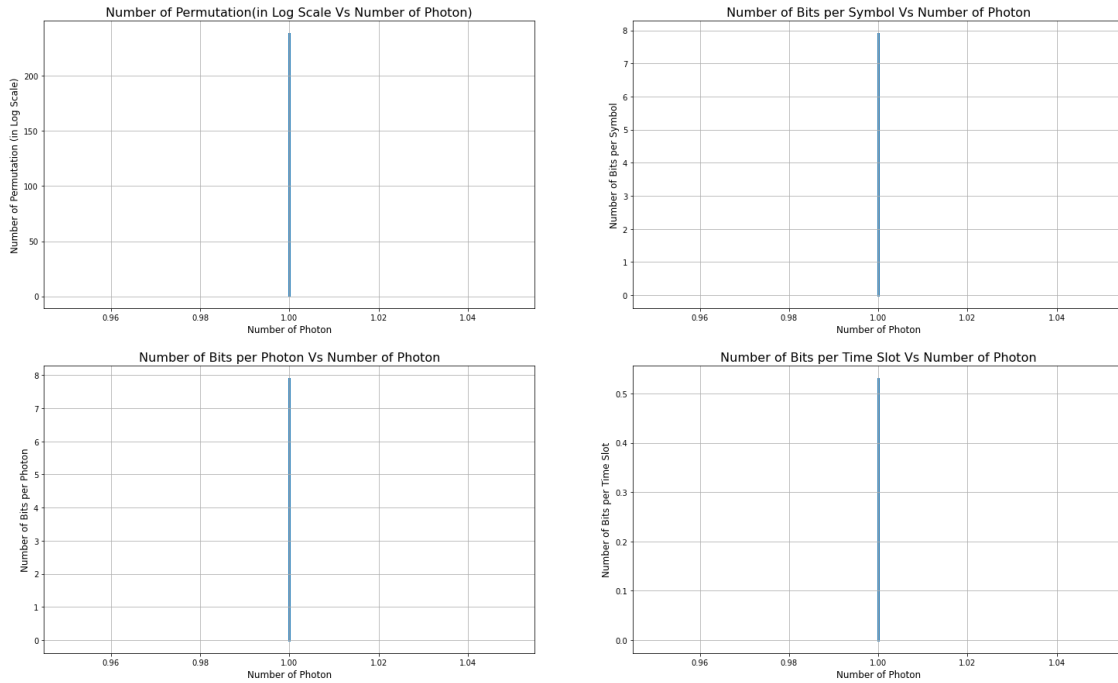 Number of Permutation(in Log Scale Vs Number of Photon)
Number of Permutation (in Log Scale)
200
150
100
50
0
0.96 0.98 1.00 1.02 1.04
Number of Photon
Number of Bits per Symbol Vs Number of Photon
Number of Bits per Symbol
8
7
6
5
4
3
2
1
0
0.96 0.98 1.00 1.02 1.04
Number of Photon
Number of Bits per Photon Vs Number of Photon
Number of Bits per Photon
8
7
6
5
4
3
2
1
0
0.96 0.98 1.00 1.02 1.04
Number of Photon
Number of Bits per Time Slot Vs Number of Photon
Number of Bits per Time Slot
0.5
0.4
0.3
0.2
0.1
0.0
0.96 0.98 1.00 1.02 1.04
Number of Photon